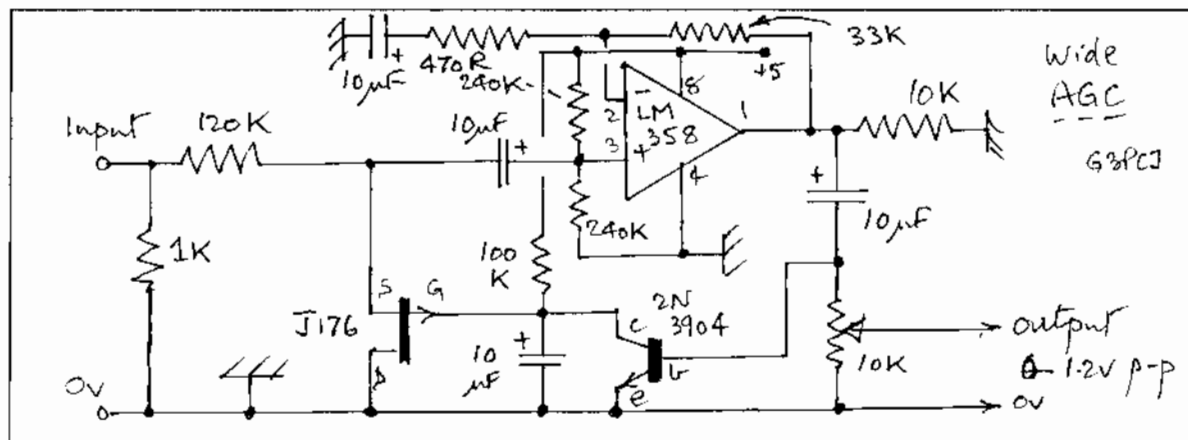 33K
+5
Wide
AGC
G3PCJ
10µF
470R
240K
10K
Input
120K
10µF
2
LM
358
8
1
3
4
+
-
+
10µF
240K
1K
100
K
S
G
J176
D
+
10
µF
2N
3904
c
b
e
10K
output
0-1.2V p-p
0v
0v